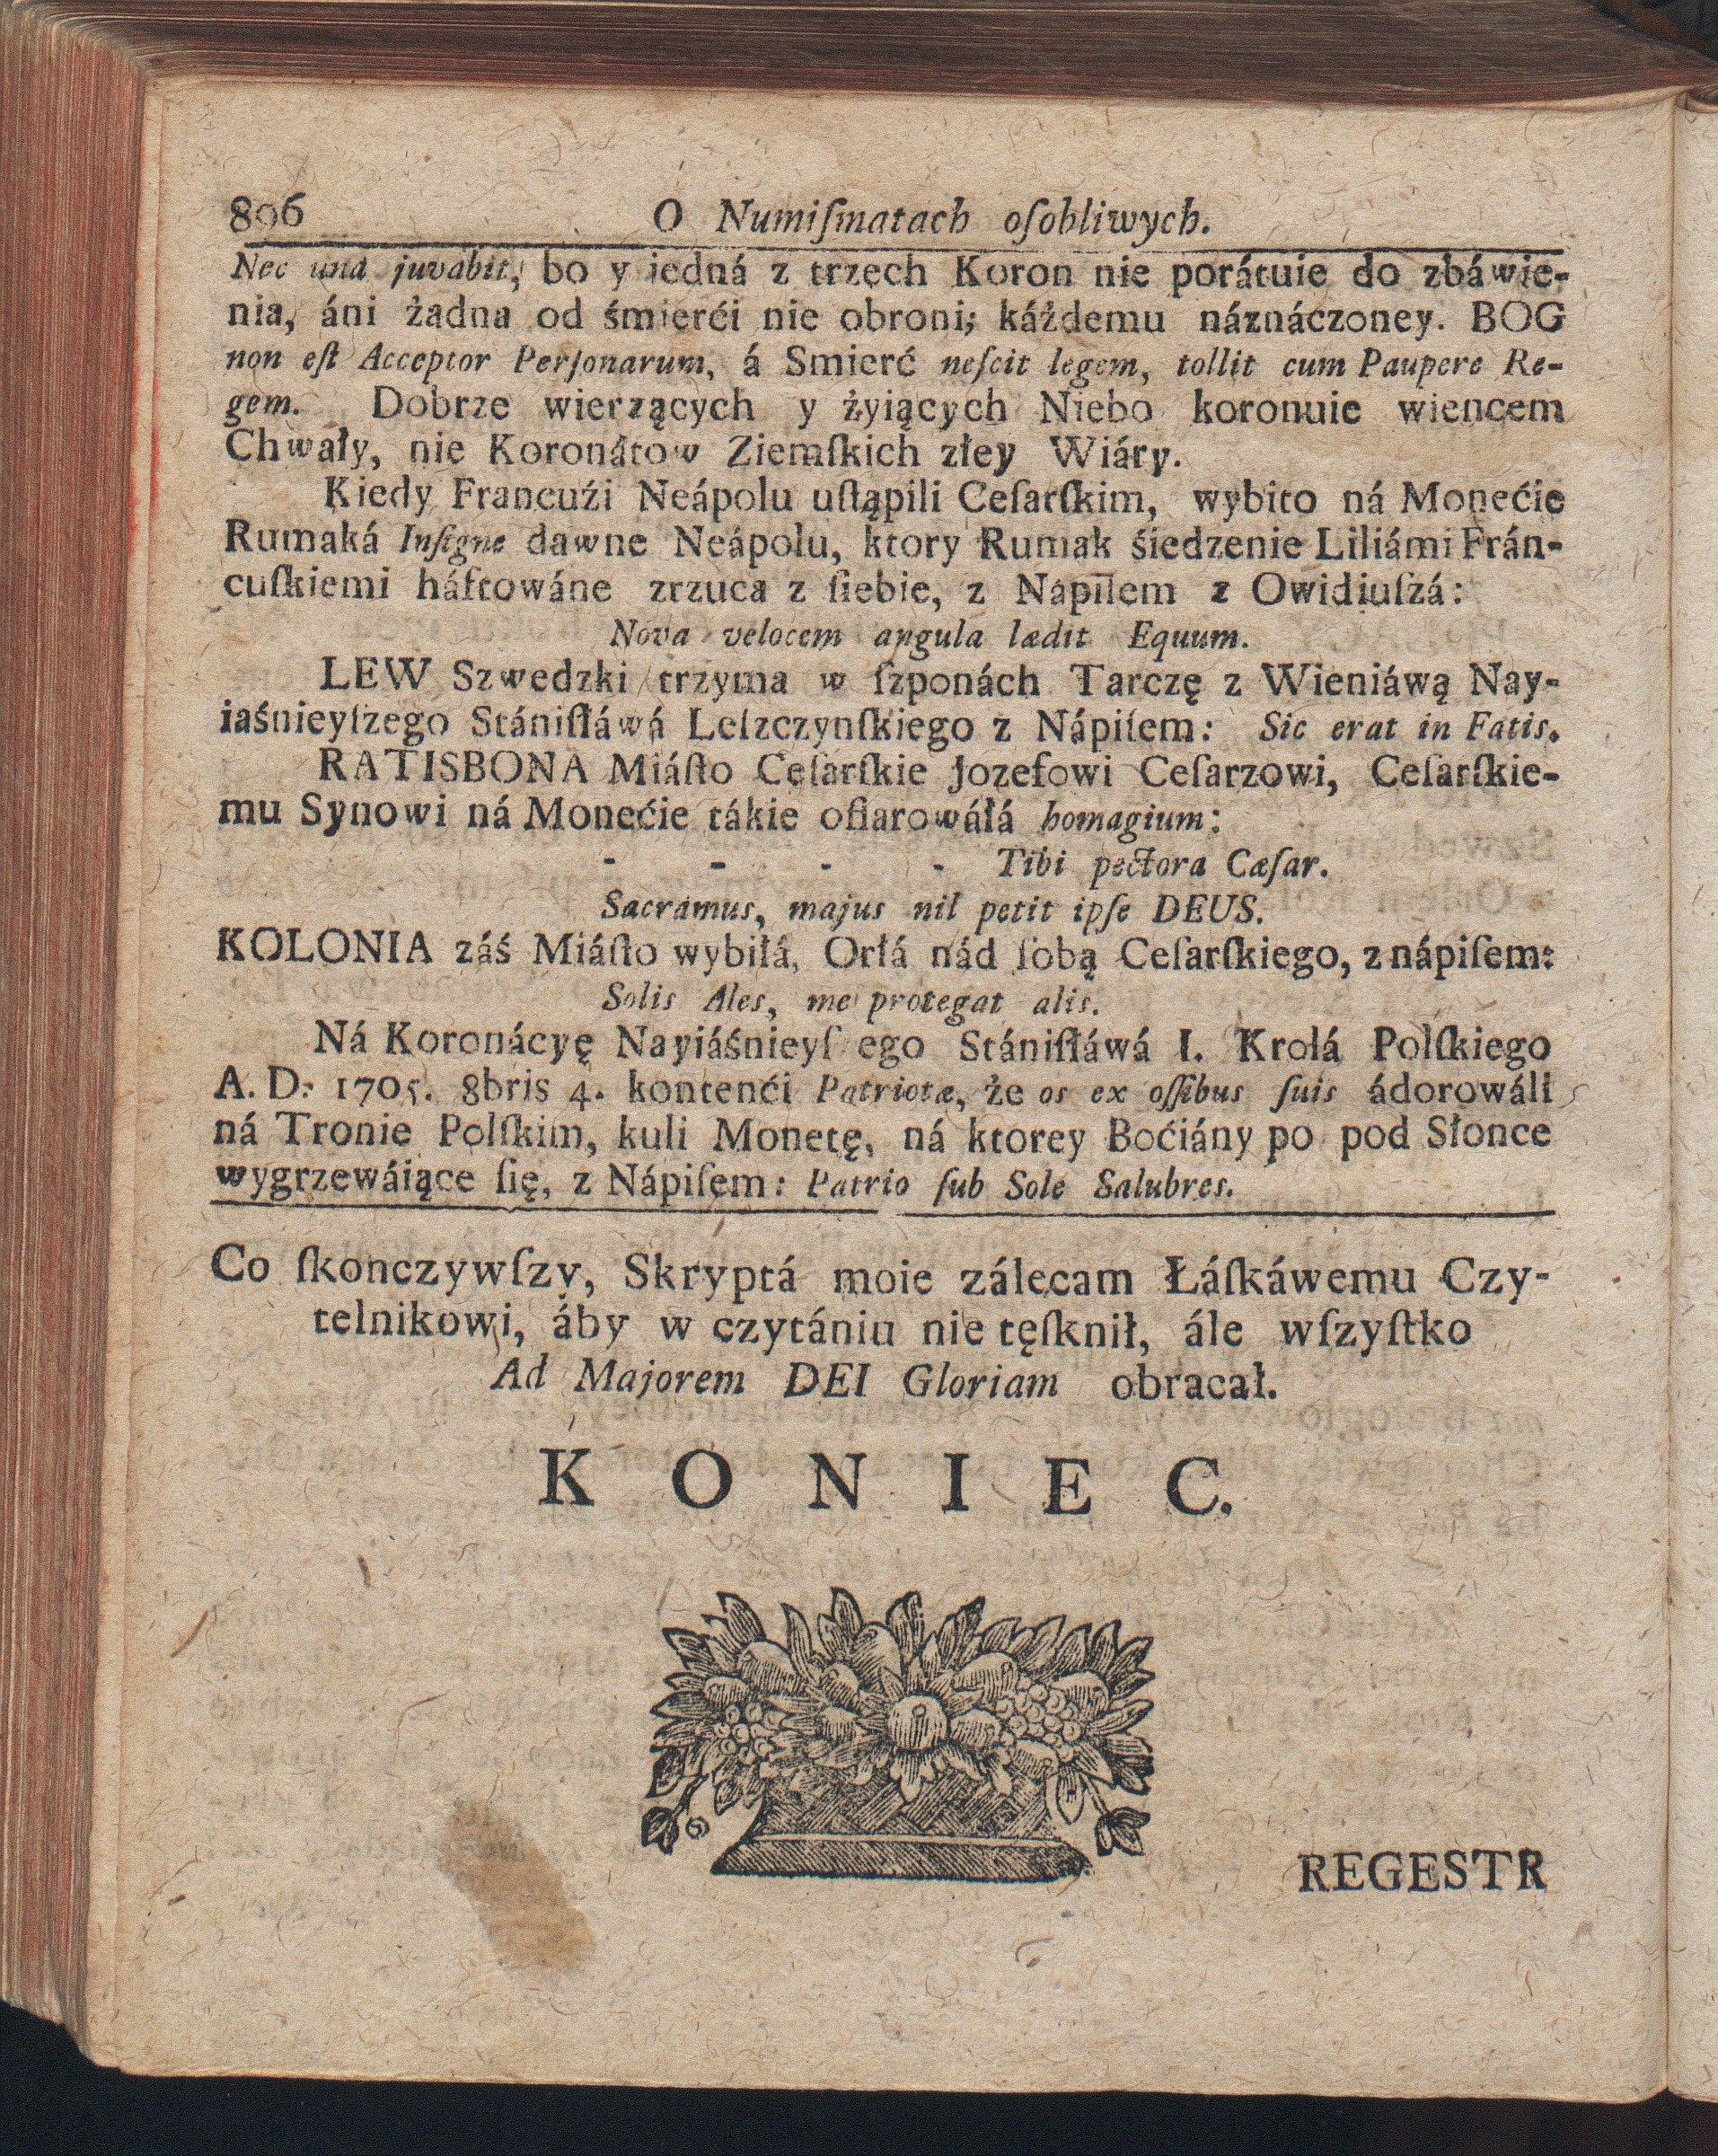 806 O Numiſmatach oſobliwych.
Nec una juvabit, bo y iedná z trzech Koron nie porátuie do zbáwie-
nia, áni żadna od śmierći nie obroni; káżdemu náznáczoney. BOG
non eſt Acceptor Perſonarum, á Smierć neſcit legem, tollit cum Paupere Re-
gem. Dobrze wierzących y żyiących Niebo koronuie wiencem
Chwały, nie Koronátow Ziemſkich złey Wiáry.
Kiedy Francuźi Neápolu uſtąpili Ceſarſkim, wybito ná Monećie
Rumaká Inſigne dawne Neápolu, ktory Rumak śiedzenie Liliámi Frán-
cuſkiemi háftowáne zrzuca z ſiebie, z Nápiſem z Owidiuſzá:
Nova velocem angula lædit Equum.
LEW Szwedzki trzyma w ſzponách Tarczę z Wieniáwą Nay-
iaśnieyſzego Stániſłáwá Leſzczynſkiego z Nápiſem: Sic erat in Fatis.
RATISBONA Miáſto Ceſarſkie Jozefowi Ceſarzowi, Ceſarſkie-
mu Synowi ná Monećie tákie ofiarowáłá homagium:
- - - - Tibi pectora Cæſar.
Sacramus, majus nil petit ipſe DEUS.
KOLONIA záś Miáſto wybiłá, Orłá nád ſobą Ceſarſkiego, z nápiſem:
Solis Ales, me protegat alis.
Ná Koronácyę Nayiáśnieyſ ego Stániſłáwá I. Krolá Polſkiego
A. D. 1705. 8bris 4. kontenći Patriotæ, że os ex oſſibus ſuis ádorowáli
ná Tronie Polſkim, kuli Monetę, ná ktorey Boćiány po pod Słonce
wygrzewáiące ſię, z Nápiſem: Patrio ſub Sole Salubres.
Co ſkonczywſzy, Skryptá moie zálecam Łáſkáwemu Czy-
telnikowi, áby w czytániu nie tęſknił, ále wſzyſtko
Ad Majorem DEI Gloriam obracał.
K O N I E C.
REGESTR